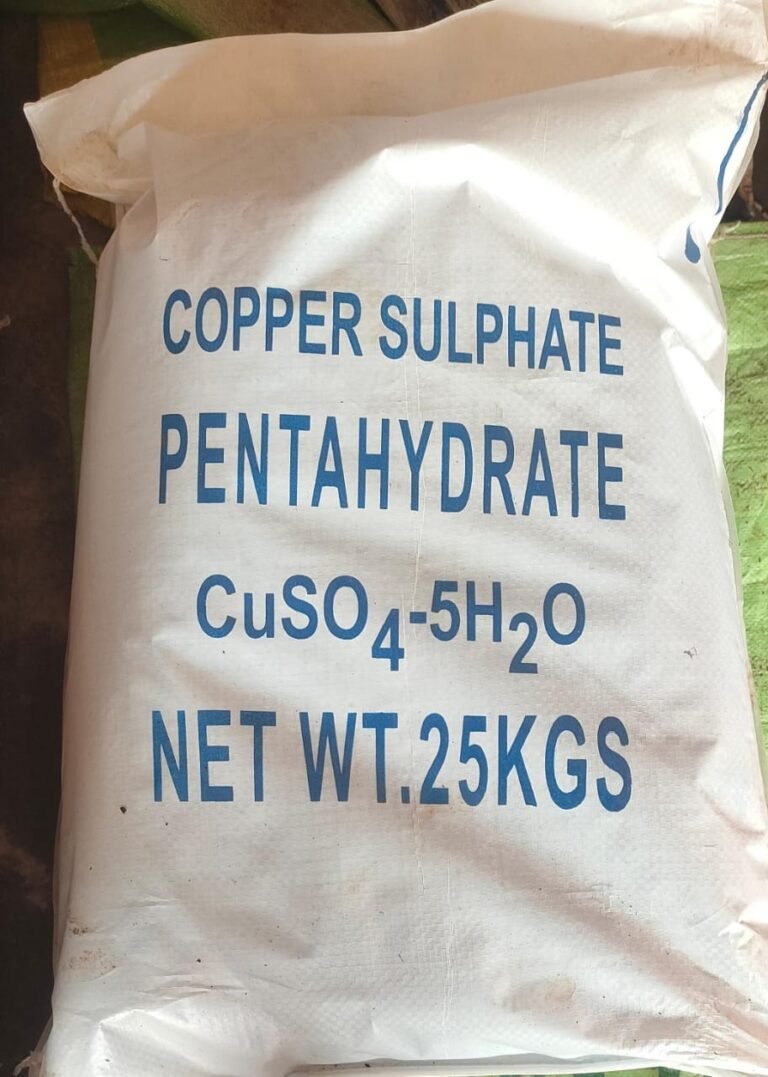 COPPER SULPHATE
PENTAHYDRATE
CuSO₄-5H₂O
NET WT.25KGS